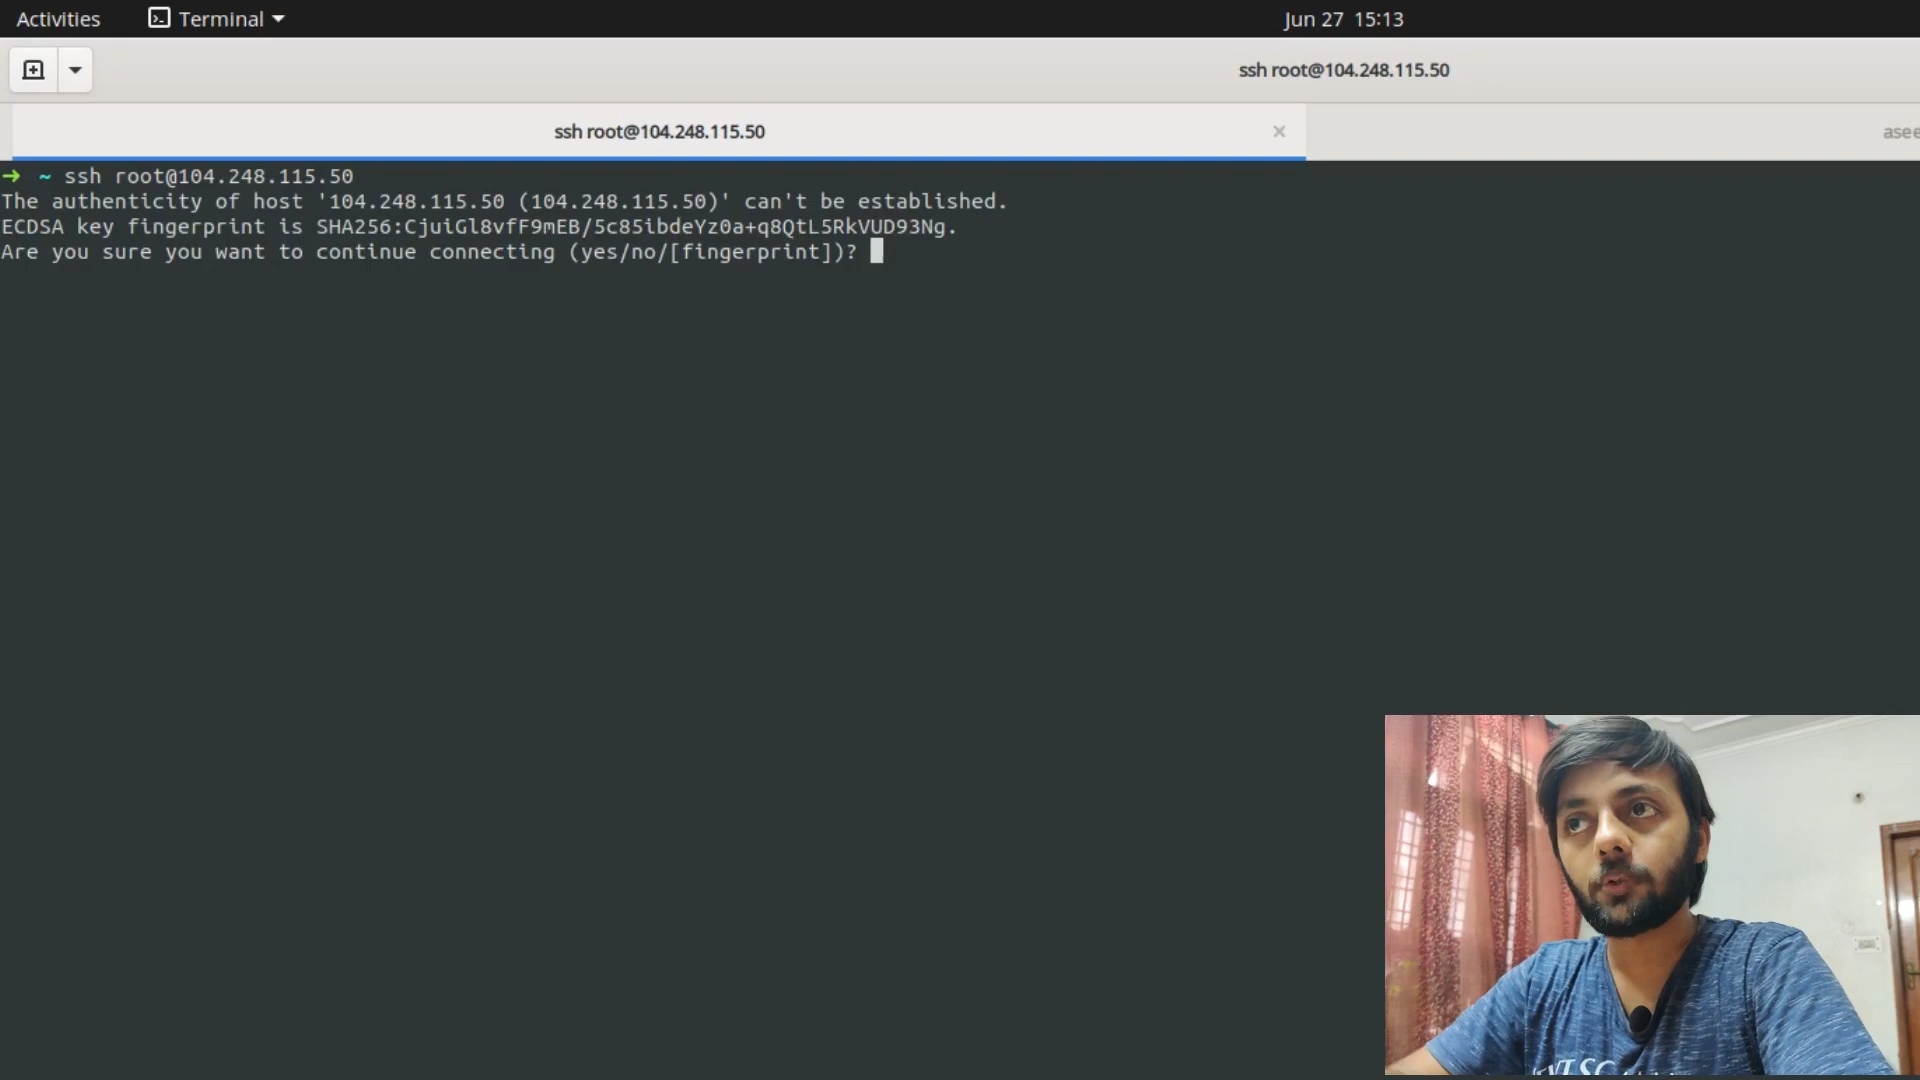 Activities Terminal Jun 27 15:13
ssh root@104.248.115.50
ssh root@104.248.115.50 asee
➜ ~ ssh root@104.248.115.50
The authenticity of host '104.248.115.50 (104.248.115.50)' can't be established.
ECDSA key fingerprint is SHA256:CjuiGl8vfF9mEB/5c85ibdeYz0a+q8QtL5RkVUD93Ng.
Are you sure you want to continue connecting (yes/no/[fingerprint])?